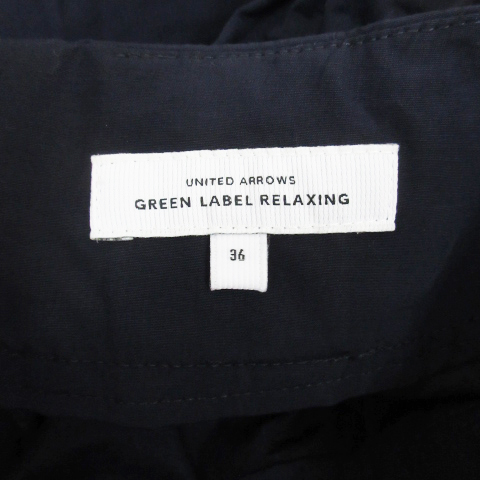 UNITED ARROWS
GREEN LABEL RELAXING
36